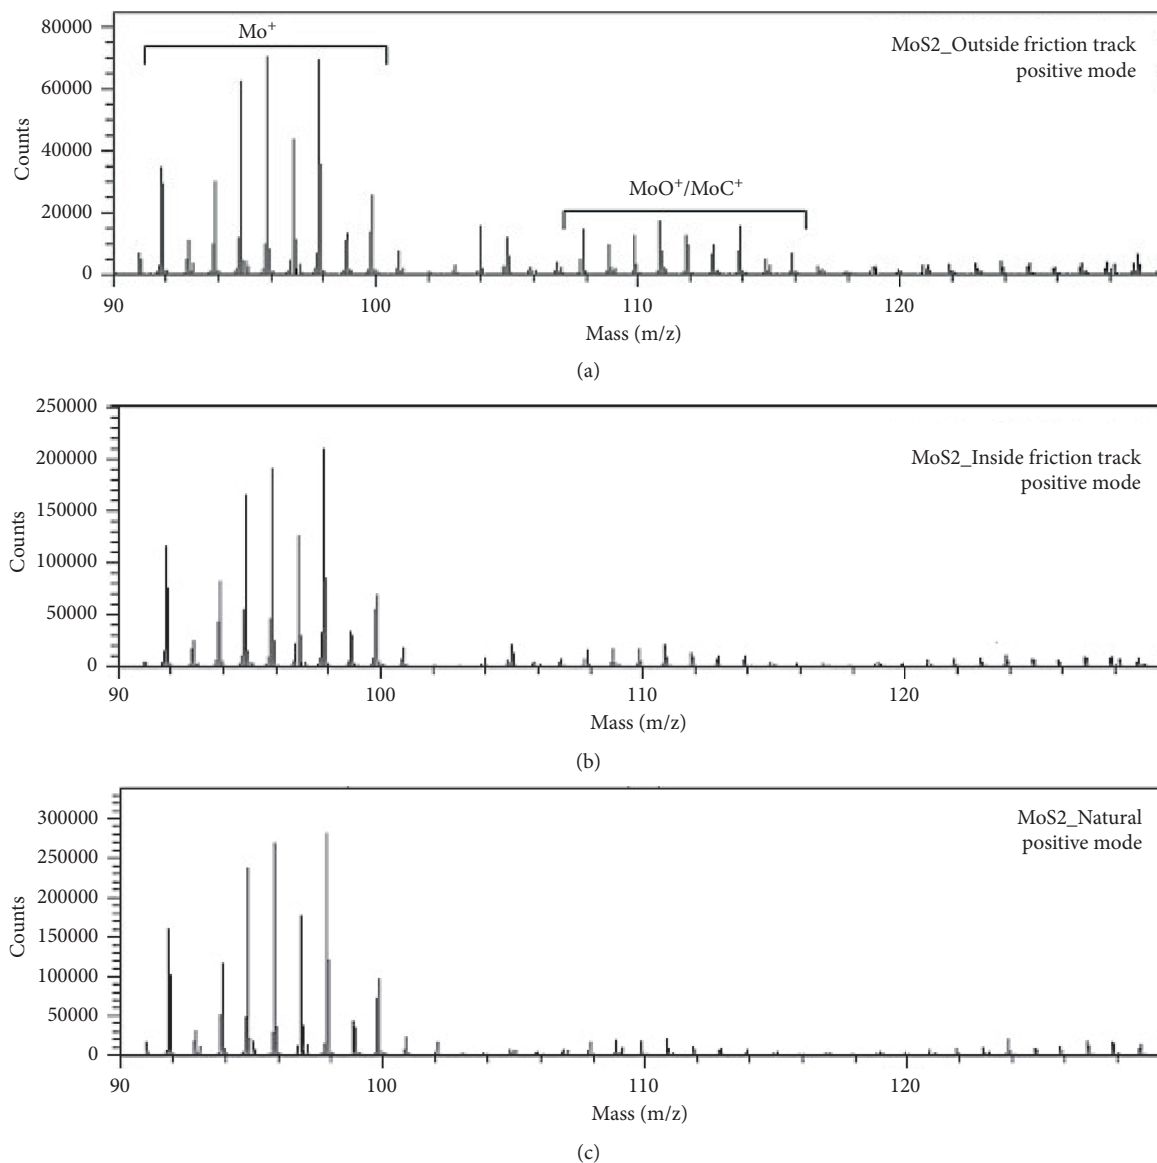 80000
60000
40000
20000
0
Counts
Mo⁺
MoO⁺/MoC⁺
MoS2_Outside friction track
positive mode
90
100
110
120
Mass (m/z)
(a)
250000
200000
150000
100000
50000
0
Counts
MoS2_Inside friction track
positive mode
90
100
110
120
Mass (m/z)
(b)
300000
250000
200000
150000
100000
50000
0
Counts
MoS2_Natural
positive mode
90
100
110
120
Mass (m/z)
(c)